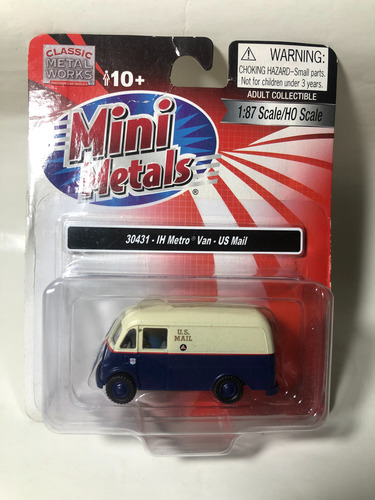 CLASSIC
METAL
WORKS
10+
WARNING:
CHOKING HAZARD-Small parts.
Not for children under 3 years.
ADULT COLLECTIBLE
1:87 Scale/HO Scale
Mini
Metals®
30431 - IH Metro® Van - US Mail
U.S.
MAIL